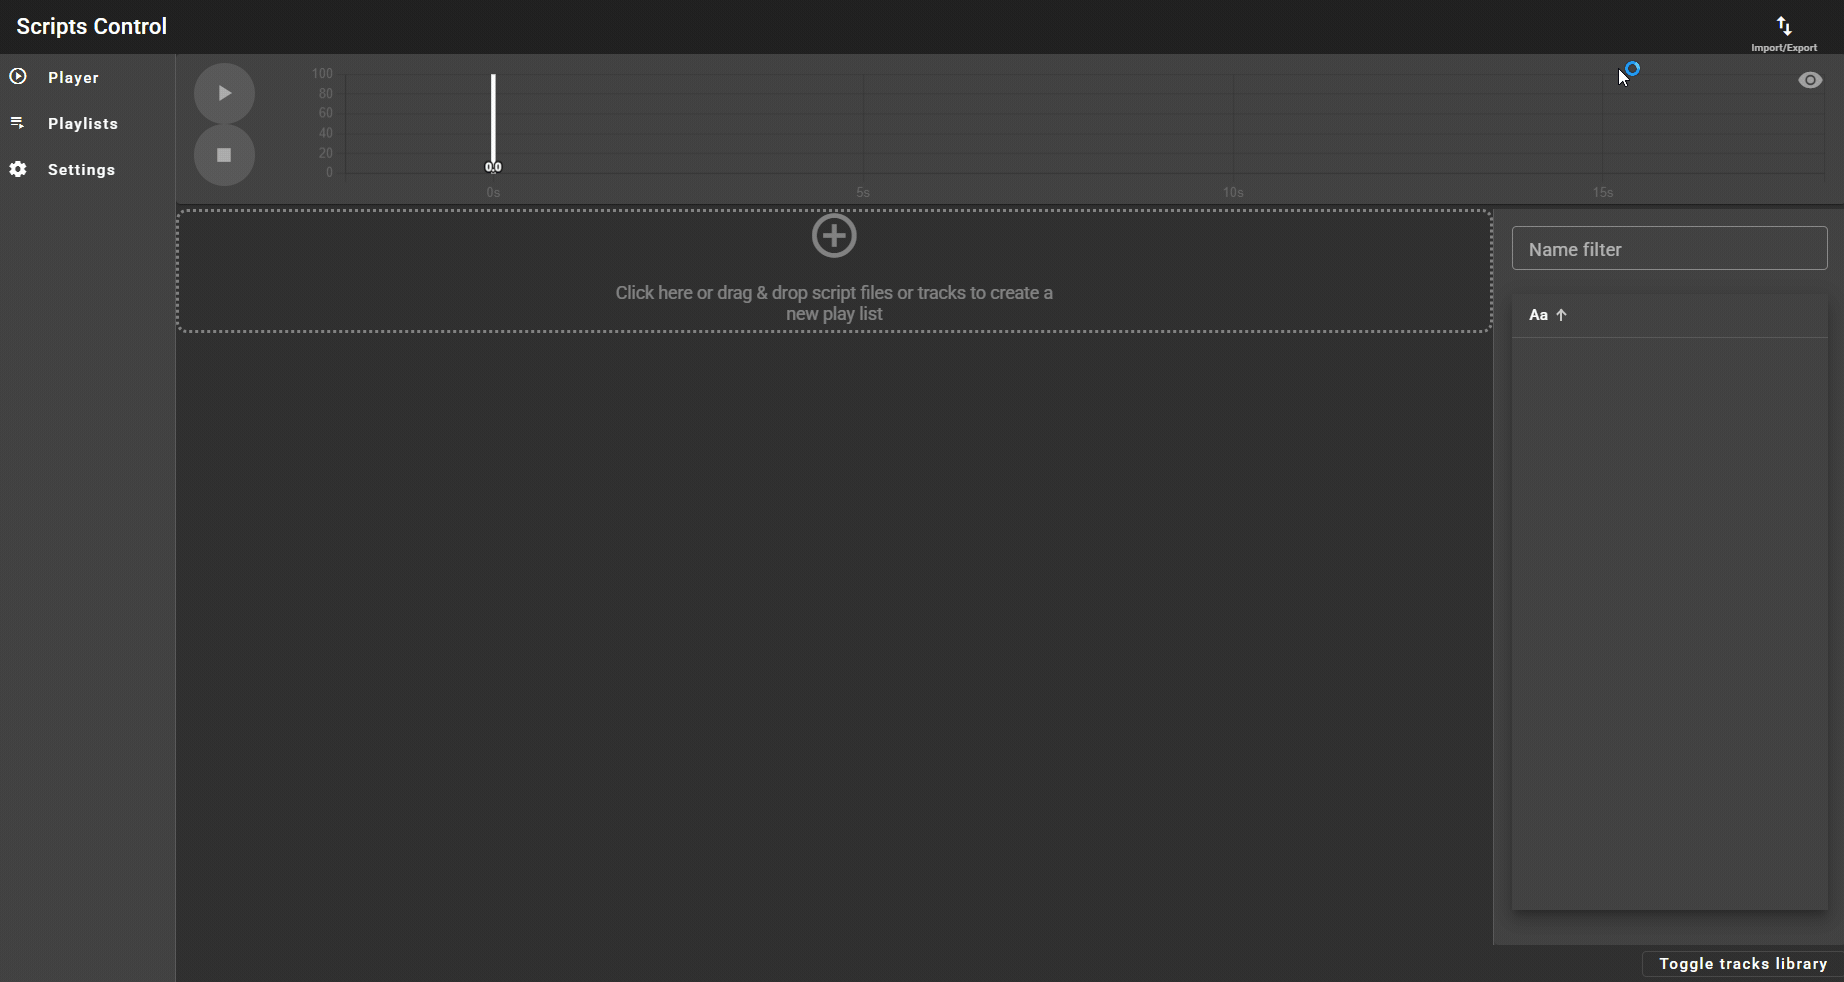 Scripts Control
Import/Export
Player
Playlists
Settings
100
80
60
40
20
0
0.0
0s
5s
10s
15s
Click here or drag & drop script files or tracks to create a
new play list
Name filter
Aa
Toggle tracks library